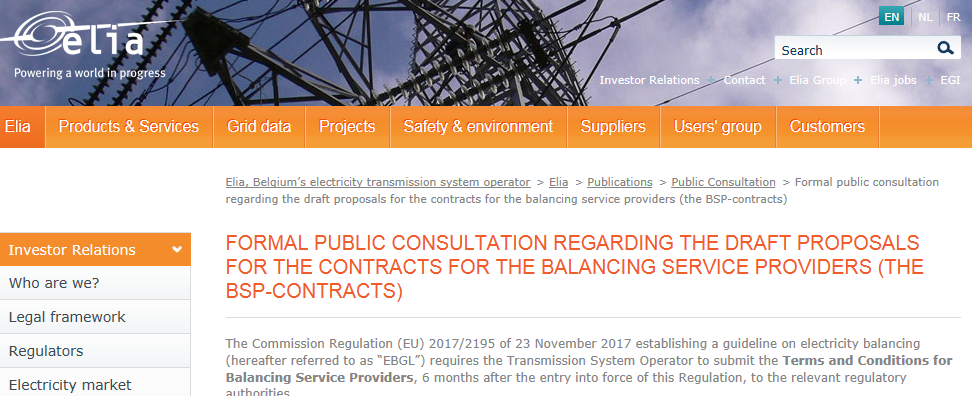 elia
Powering a world in progress
EN NL FR
Search
Investor Relations + Contact + Elia Group + Elia jobs + EGI
Elia Products & Services Grid data Projects Safety & environment Suppliers Users' group Customers
Elia, Belgium’s electricity transmission system operator > Elia > Publications > Public Consultation > Formal public consultation
regarding the draft proposals for the contracts for the balancing service providers (the BSP-contracts)
Investor Relations
Who are we?
Legal framework
Regulators
Electricity market
FORMAL PUBLIC CONSULTATION REGARDING THE DRAFT PROPOSALS
FOR THE CONTRACTS FOR THE BALANCING SERVICE PROVIDERS (THE
BSP-CONTRACTS)
The Commission Regulation (EU) 2017/2195 of 23 November 2017 establishing a guideline on electricity balancing
(hereafter referred to as “EBGL”) requires the Transmission System Operator to submit the Terms and Conditions for
Balancing Service Providers, 6 months after the entry into force of this Regulation, to the relevant regulatory
authorities